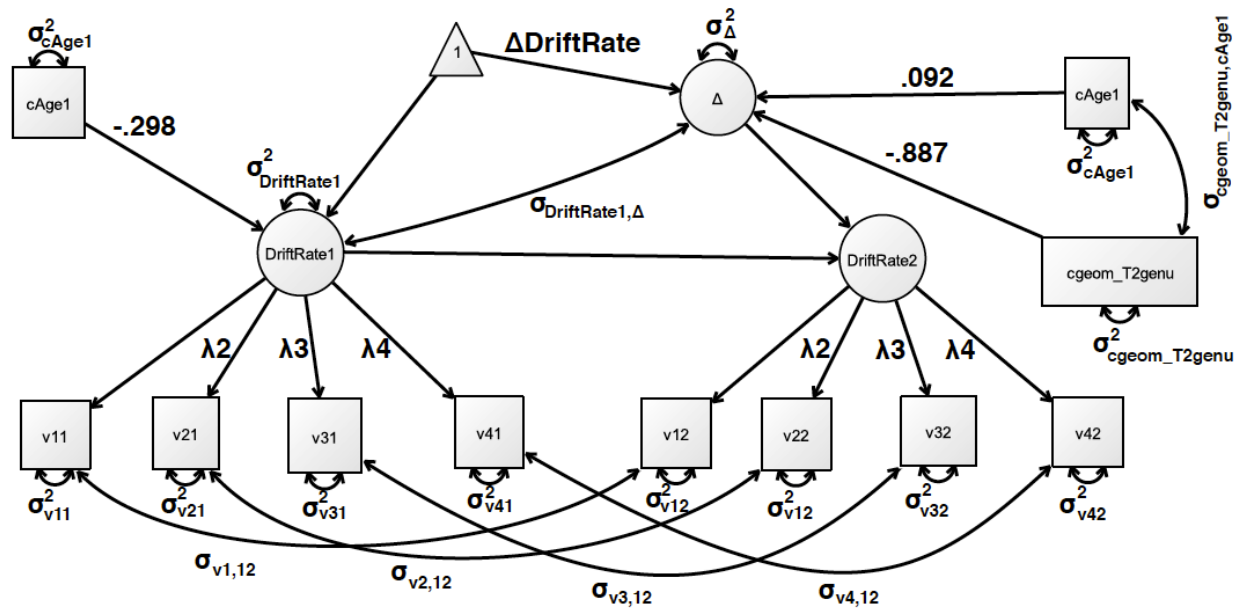 σ²cAge1
1
ΔDriftRate
σ²Δ
cAge1
-.298
Δ
.092
cAge1
σcgeom_T2genu,cAge1
σ²DriftRate1
-.887
σ²cAge1
σDriftRate1,Δ
DriftRate1
DriftRate2
cgeom_T2genu
σ²cgeom_T2genu
λ2
λ3
λ4
λ2
λ3
λ4
v11
v21
v31
v41
v12
v22
v32
v42
σ²v11
σ²v21
σ²v31
σ²v41
σ²v12
σ²v12
σ²v32
σ²v42
σv1,12
σv2,12
σv3,12
σv4,12